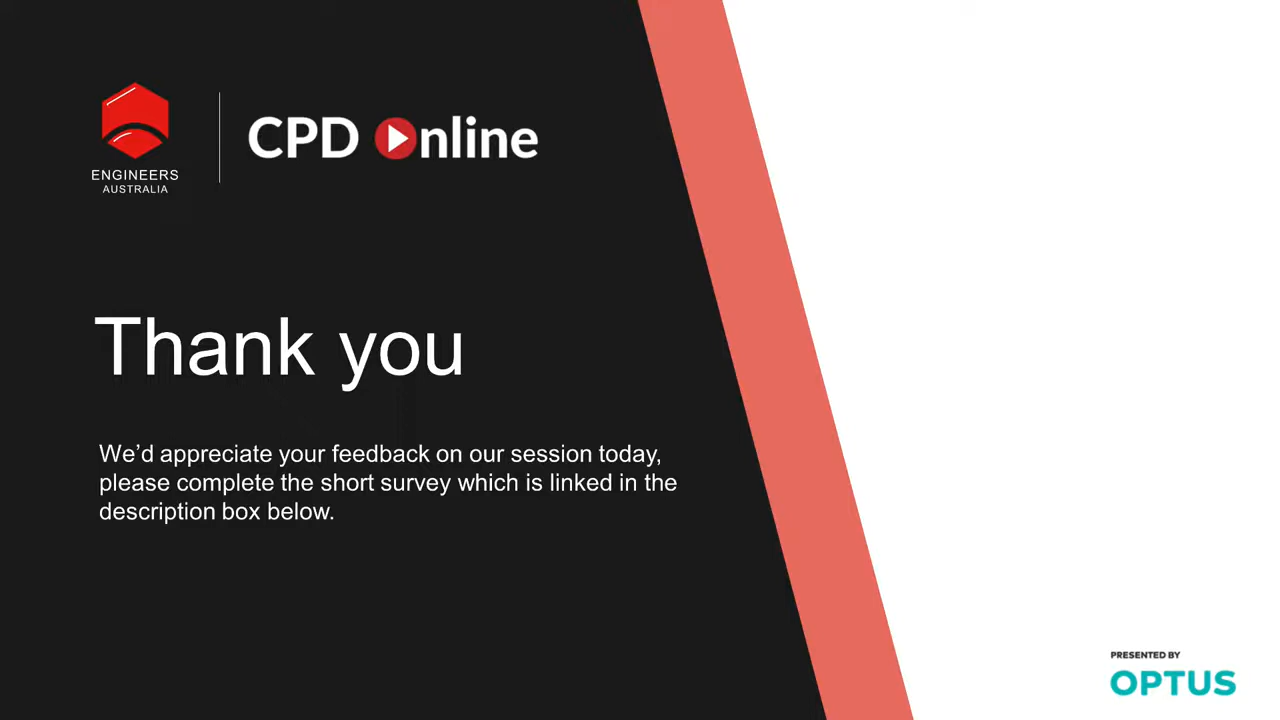 ENGINEERS
AUSTRALIA
CPD Online
Thank you
We’d appreciate your feedback on our session today,
please complete the short survey which is linked in the
description box below.
PRESENTED BY
OPTUS